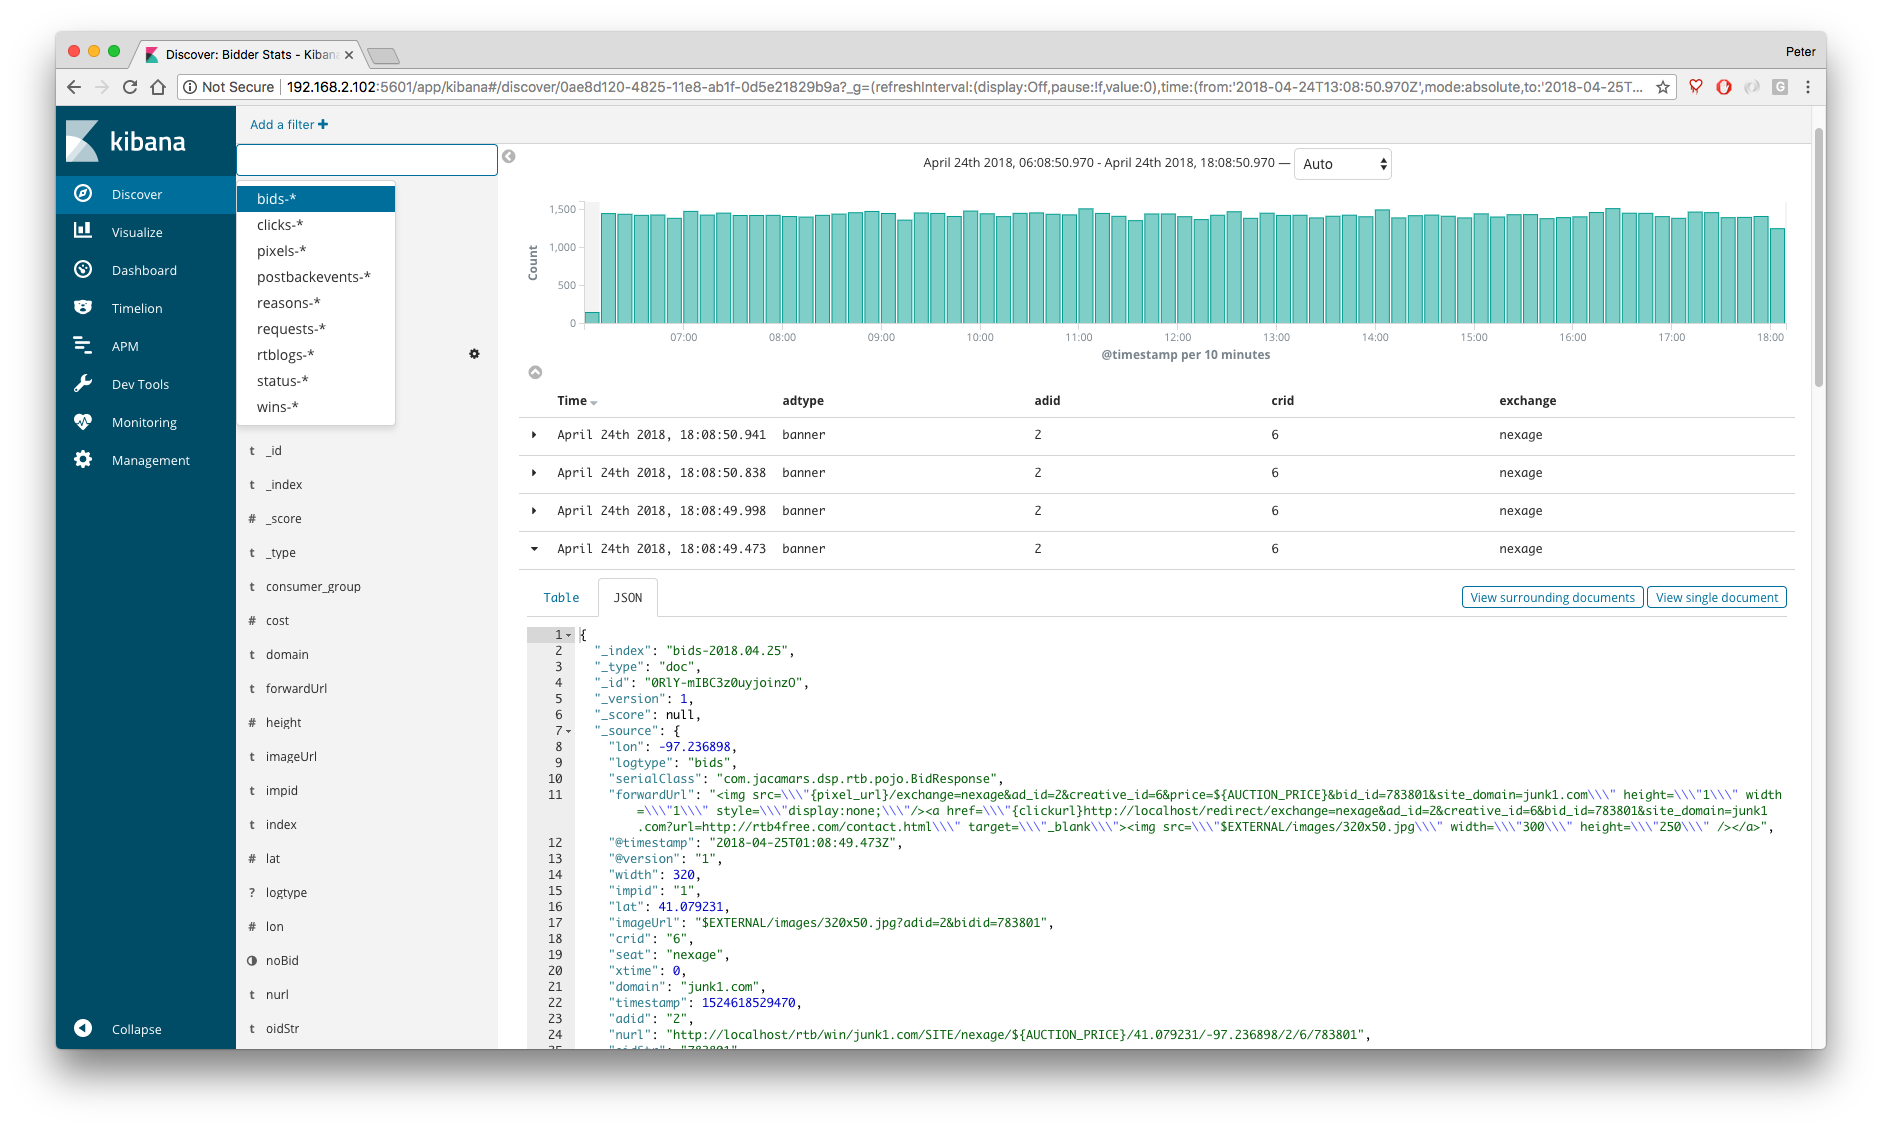 Discover: Bidder Stats - Kibana
Peter
Not Secure
192.168.2.102:5601/app/kibana#/discover/0ae8d120-4825-11e8-ab1f-0d5e21829b9a?_g=(refreshInterval:(display:Off,pause:!f,value:0),time:(from:'2018-04-24T13:08:50.970Z',mode:absolute,to:'2018-04-25T...
kibana
Discover
Visualize
Dashboard
Timelion
APM
Dev Tools
Monitoring
Management
Collapse
Add a filter
bids-*
clicks-*
pixels-*
postbackevents-*
reasons-*
requests-*
rtblogs-*
status-*
wins-*
t _id
t _index
# _score
t _type
t consumer_group
# cost
t domain
t forwardUrl
# height
t imageUrl
t impid
t index
# lat
? logtype
# lon
noBid
t nurl
t oidStr
April 24th 2018, 06:08:50.970 - April 24th 2018, 18:08:50.970 —
Auto
Count
1,500
1,000
500
0
07:00 08:00 09:00 10:00 11:00 12:00 13:00 14:00 15:00 16:00 17:00 18:00
@timestamp per 10 minutes
Time adtype adid crid exchange
April 24th 2018, 18:08:50.941 banner 2 6 nexage
April 24th 2018, 18:08:50.838 banner 2 6 nexage
April 24th 2018, 18:08:49.998 banner 2 6 nexage
April 24th 2018, 18:08:49.473 banner 2 6 nexage
Table JSON View surrounding documents View single document
1 {
2 "_index": "bids-2018.04.25",
3 "_type": "doc",
4 "_id": "0RlY-mIBC3z0uyjoinzO",
5 "_version": 1,
6 "_score": null,
7 "_source": {
8 "lon": -97.236898,
9 "logtype": "bids",
10 "serialClass": "com.jacamars.dsp.rtb.pojo.BidResponse",
11 "forwardUrl": "<img src=\\\"{pixel_url}/exchange=nexage&ad_id=2&creative_id=6&price=${AUCTION_PRICE}&bid_id=783801&site_domain=junk1.com\\\" height=\\\"1\\\" width
=\\\"1\\\" style=\\\"display:none;\\\"/><a href=\\\"{clickurl}http://localhost/redirect/exchange=nexage&ad_id=2&creative_id=6&bid_id=783801&site_domain=junk1
.com?url=http://rtb4free.com/contact.html\\\" target=\\\"_blank\\\"><img src=\\\"$EXTERNAL/images/320x50.jpg\\\" width=\\\"300\\\" height=\\\"250\\\" /></a>",
12 "@timestamp": "2018-04-25T01:08:49.473Z",
13 "@version": "1",
14 "width": 320,
15 "impid": "1",
16 "lat": 41.079231,
17 "imageUrl": "$EXTERNAL/images/320x50.jpg?adid=2&bidid=783801",
18 "crid": "6",
19 "seat": "nexage",
20 "xtime": 0,
21 "domain": "junk1.com",
22 "timestamp": 1524618529470,
23 "adid": "2",
24 "nurl": "http://localhost/rtb/win/junk1.com/SITE/nexage/${AUCTION_PRICE}/41.079231/-97.236898/2/6/783801",